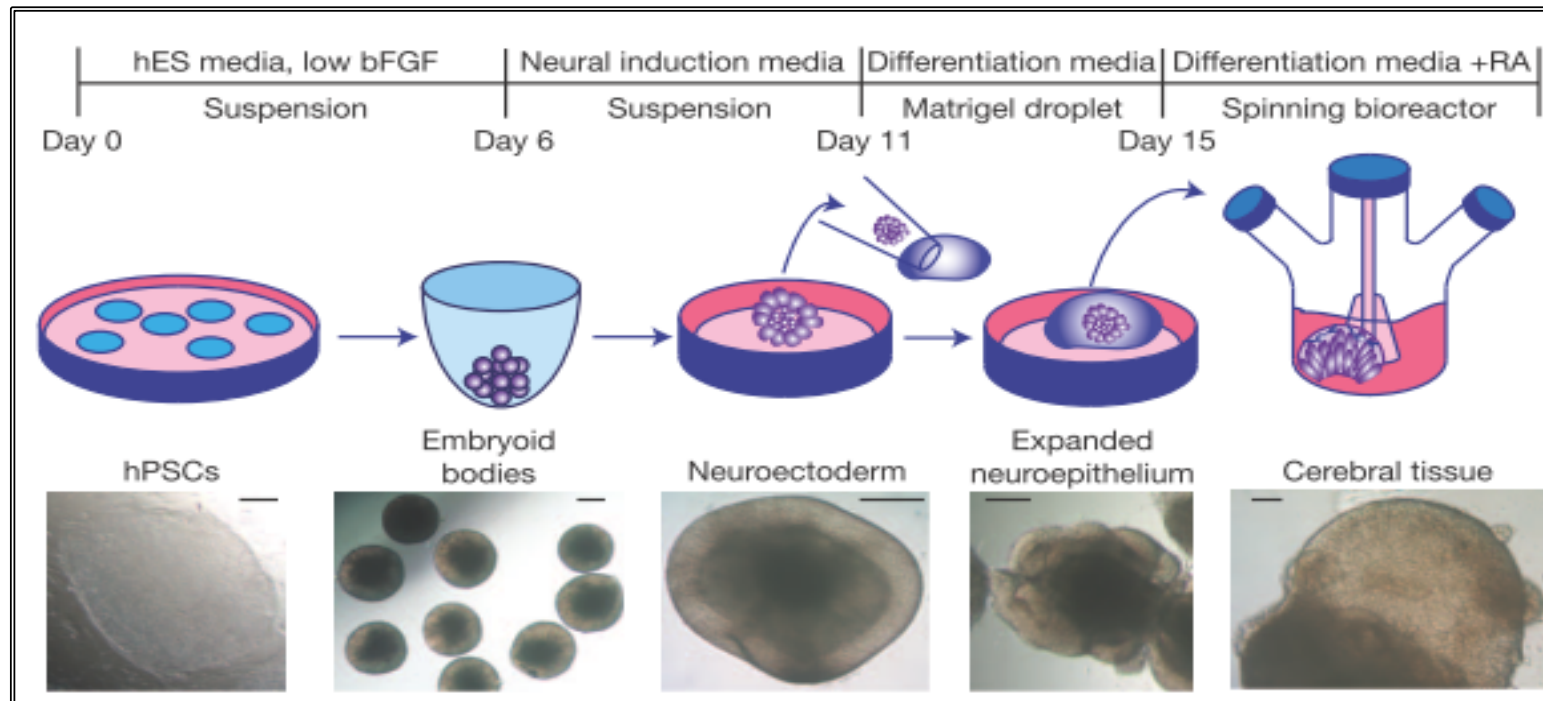 hES media, low bFGF
Neural induction media
Differentiation media
Differentiation media +RA
Suspension
Suspension
Matrigel droplet
Spinning bioreactor
Day 0
Day 6
Day 11
Day 15
hPSCs
Embryoid
bodies
Neuroectoderm
Expanded
neuroepithelium
Cerebral tissue